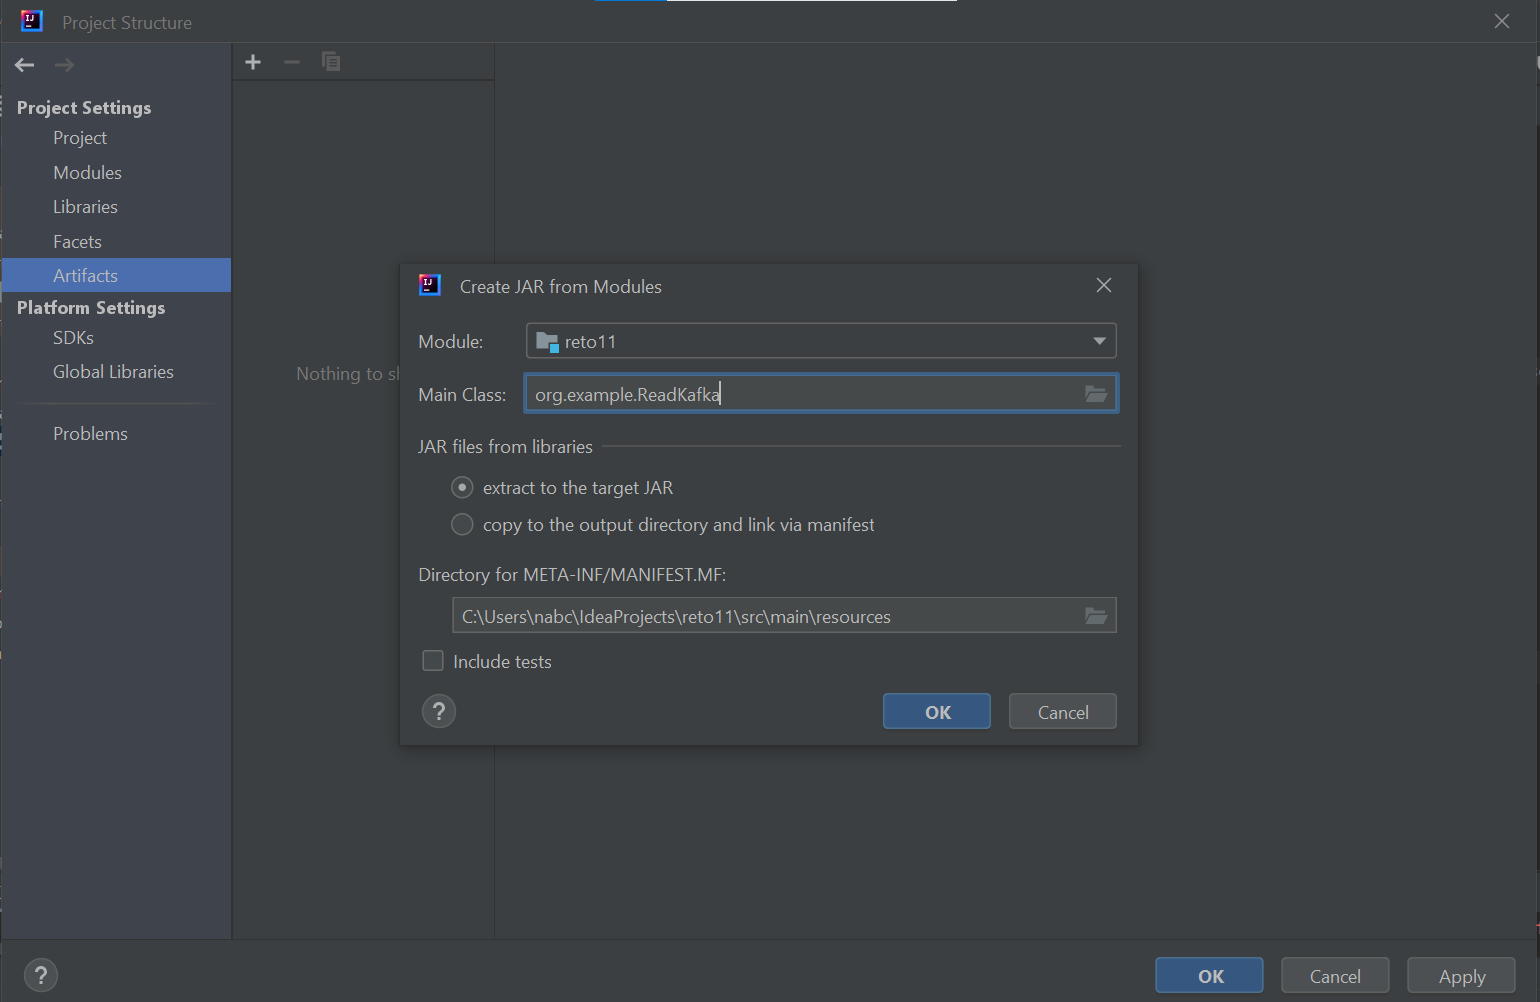 Project Structure
Project Settings
Project
Modules
Libraries
Facets
Artifacts
Platform Settings
SDKs
Global Libraries
Problems
Nothing to sh
Create JAR from Modules
Module: reto11
Main Class: org.example.ReadKafka
JAR files from libraries
extract to the target JAR
copy to the output directory and link via manifest
Directory for META-INF/MANIFEST.MF:
C:\Users\nabc\IdeaProjects\reto11\src\main\resources
Include tests
? OK Cancel
? OK Cancel Apply